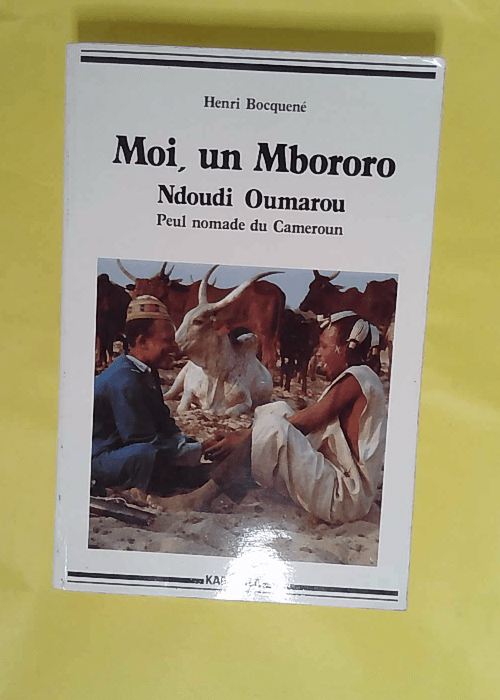 Henri Bocquené
Moi, un Mbororo
Ndoudi Oumarou
Peul nomade du Cameroun